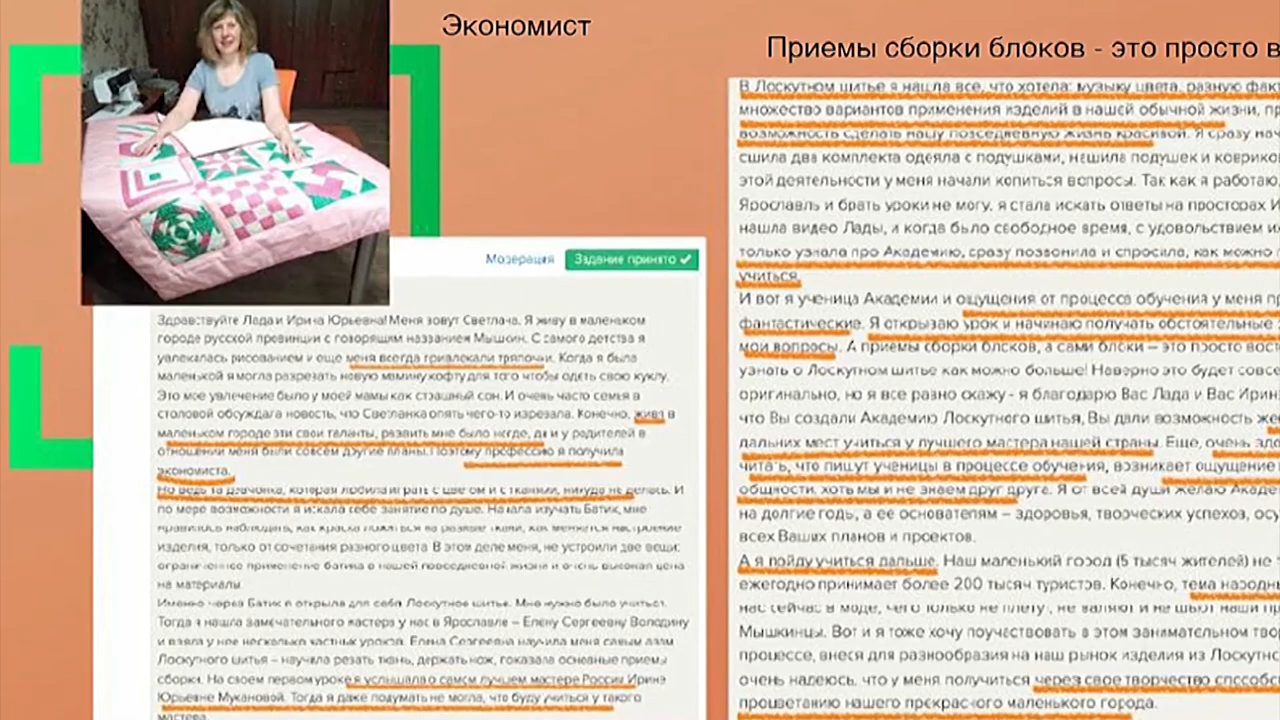 Экономист
Приемы сборки блоков - это просто в
Модерация
Задание принято
Здравствуйте Лада и Ирина Юрьевна! Меня зовут Светлана. Я живу в маленьком
городе русской провинции с говорящим названием Мышкин. С самого детства я
увлекалась рисованием и еще меня всегда привлекали тряпочки. Когда я была
маленькой я могла разрезать новую мамину кофту для того чтобы одеть свою куклу.
Это мое увлечение было у моей мамы как страшный сон. И очень часто семья в
столовой обсуждала новость, что Светланка опять чего-то изрезала. Конечно, живя в
маленьком городе эти свои таланты, развить мне было негде, да и у родителей в
отношении меня были совсем другие планы. Поэтому профессию я получила
экономиста.
Но ведь та девчонка, которая любила играть с цветом и с тканями, никуда не делась. И
по мере возможности я искала себе занятие по душе. Начала изучать Батик, мне
нравилось наблюдать, как краска ложиться на разные ткани, как меняется настроение
изделия, только от сочетания разного цвета. В этом деле меня, не устроили две вещи:
ограниченное применение батика в нашей повседневной жизни и очень высокая цена
на материалы.
Именно через Батик я открыла для себя Лоскутное шитье. Мне нужно было учиться.
Тогда я нашла замечательного мастера у нас в Ярославле – Елену Сергеевну Володину
и взяла у нее несколько частных уроков. Елена Сергеевна научила меня самым азам
Лоскутного шитья – научила резать ткань, держать нож, показала основные приемы
сборки. На своем первом уроке я услышала о самом лучшем мастере России Ирине
Юрьевне Мукановой. Тогда я даже подумать не могла, что буду учиться у такого
мастера.
В Лоскутном шитье я нашла все, что хотела: музыку цвета, разную факт
множество вариантов применения изделий в нашей обычной жизни, пр
возможность сделать нашу повседневную жизнь красивой. Я сразу нач
сшила два комплекта одеяла с подушками, нашила подушек и коврико
этой деятельности у меня начали копиться вопросы. Так как я работаю,
Ярославль и брать уроки не могу, я стала искать ответы на просторах И
нашла видео Лады, и когда было свободное время, с удовольствием их
только узнала про Академию, сразу позвонила и спросила, как можно
учиться.
И вот я ученица Академии и ощущения от процесса обучения у меня пр
фантастические. Я открываю урок и начинаю получать обстоятельные
мои вопросы. А приемы сборки блоков, а сами блоки – это просто вост
узнать о Лоскутном шитье как можно больше! Наверно это будет совсе
оригинально, но я все равно скажу - я благодарю Вас Лада и Вас Ирин
что Вы создали Академию Лоскутного шитья, Вы дали возможность же
дальних мест учиться у лучшего мастера нашей страны. Еще, очень здо
читать, что пишут ученицы в процессе обучения, возникает ощущение
общности, хоть мы и не знаем друг друга. Я от всей души желаю Акаде
на долгие годы, а ее основателям – здоровья, творческих успехов, осу
всех Ваших планов и проектов.
А я пойду учиться дальше. Наш маленький город (5 тысяч жителей) не
ежегодно принимает более 200 тысяч туристов. Конечно, тема народнь
нас сейчас в моде, чего только не плету, не валяют и не шьют наши пр
Мышкинцы. Вот и я тоже хочу поучаствовать в этом занимательном тво
процессе, внеся для разнообразия на наш рынок изделия из Лоскутнс
очень надеюсь, что у меня получиться через свое творчество способс
процветанию нашего прекрасного маленького города.